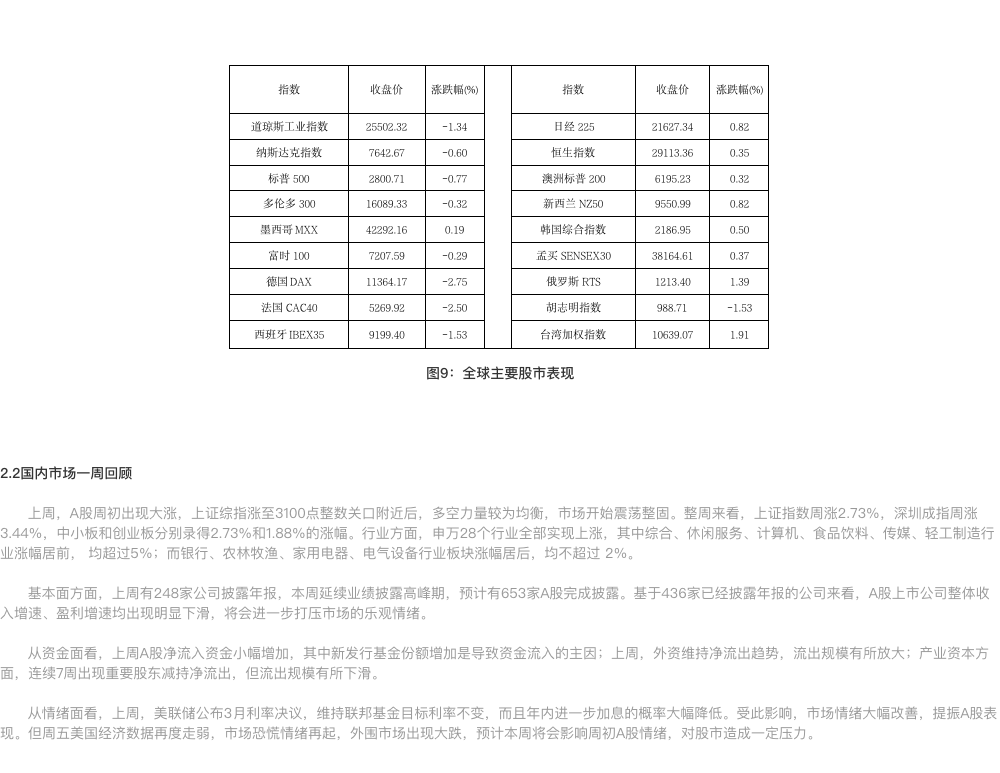 指数 收盘价 涨跌幅(%) 指数 收盘价 涨跌幅(%)
道琼斯工业指数 25502.32 -1.34 日经 225 21627.34 0.82
纳斯达克指数 7642.67 -0.60 恒生指数 29113.36 0.35
标普 500 2800.71 -0.77 澳洲标普 200 6195.23 0.32
多伦多 300 16089.33 -0.32 新西兰 NZ50 9550.99 0.82
墨西哥 MXX 42292.16 0.19 韩国综合指数 2186.95 0.50
富时 100 7207.59 -0.29 孟买 SENSEX30 38164.61 0.37
德国 DAX 11364.17 -2.75 俄罗斯 RTS 1213.40 1.39
法国 CAC40 5269.92 -2.50 胡志明指数 988.71 -1.53
西班牙 IBEX35 9199.40 -1.53 台湾加权指数 10639.07 1.91
图9：全球主要股市表现
2.2国内市场一周回顾
上周，A股周初出现大涨，上证综指涨至3100点整数关口附近后，多空力量较为均衡，市场开始震荡整固。整周来看，上证指数周涨2.73%，深圳成指周涨
3.44%，中小板和创业板分别录得2.73%和1.88%的涨幅。行业方面，申万28个行业全部实现上涨，其中综合、休闲服务、计算机、食品饮料、传媒、轻工制造行
业涨幅居前， 均超过5%；而银行、农林牧渔、家用电器、电气设备行业板块涨幅居后，均不超过 2%。
基本面方面，上周有248家公司披露年报，本周延续业绩披露高峰期，预计有653家A股完成披露。基于436家已经披露年报的公司来看，A股上市公司整体收
入增速、盈利增速均出现明显下滑，将会进一步打压市场的乐观情绪。
从资金面看，上周A股净流入资金小幅增加，其中新发行基金份额增加是导致资金流入的主因；上周，外资维持净流出趋势，流出规模有所放大；产业资本方
面，连续7周出现重要股东减持净流出，但流出规模有所下滑。
从情绪面看，上周，美联储公布3月利率决议，维持联邦基金目标利率不变，而且年内进一步加息的概率大幅降低。受此影响，市场情绪大幅改善，提振A股表
现。但周五美国经济数据再度走弱，市场恐慌情绪再起，外围市场出现大跌，预计本周将会影响周初A股情绪，对股市造成一定压力。